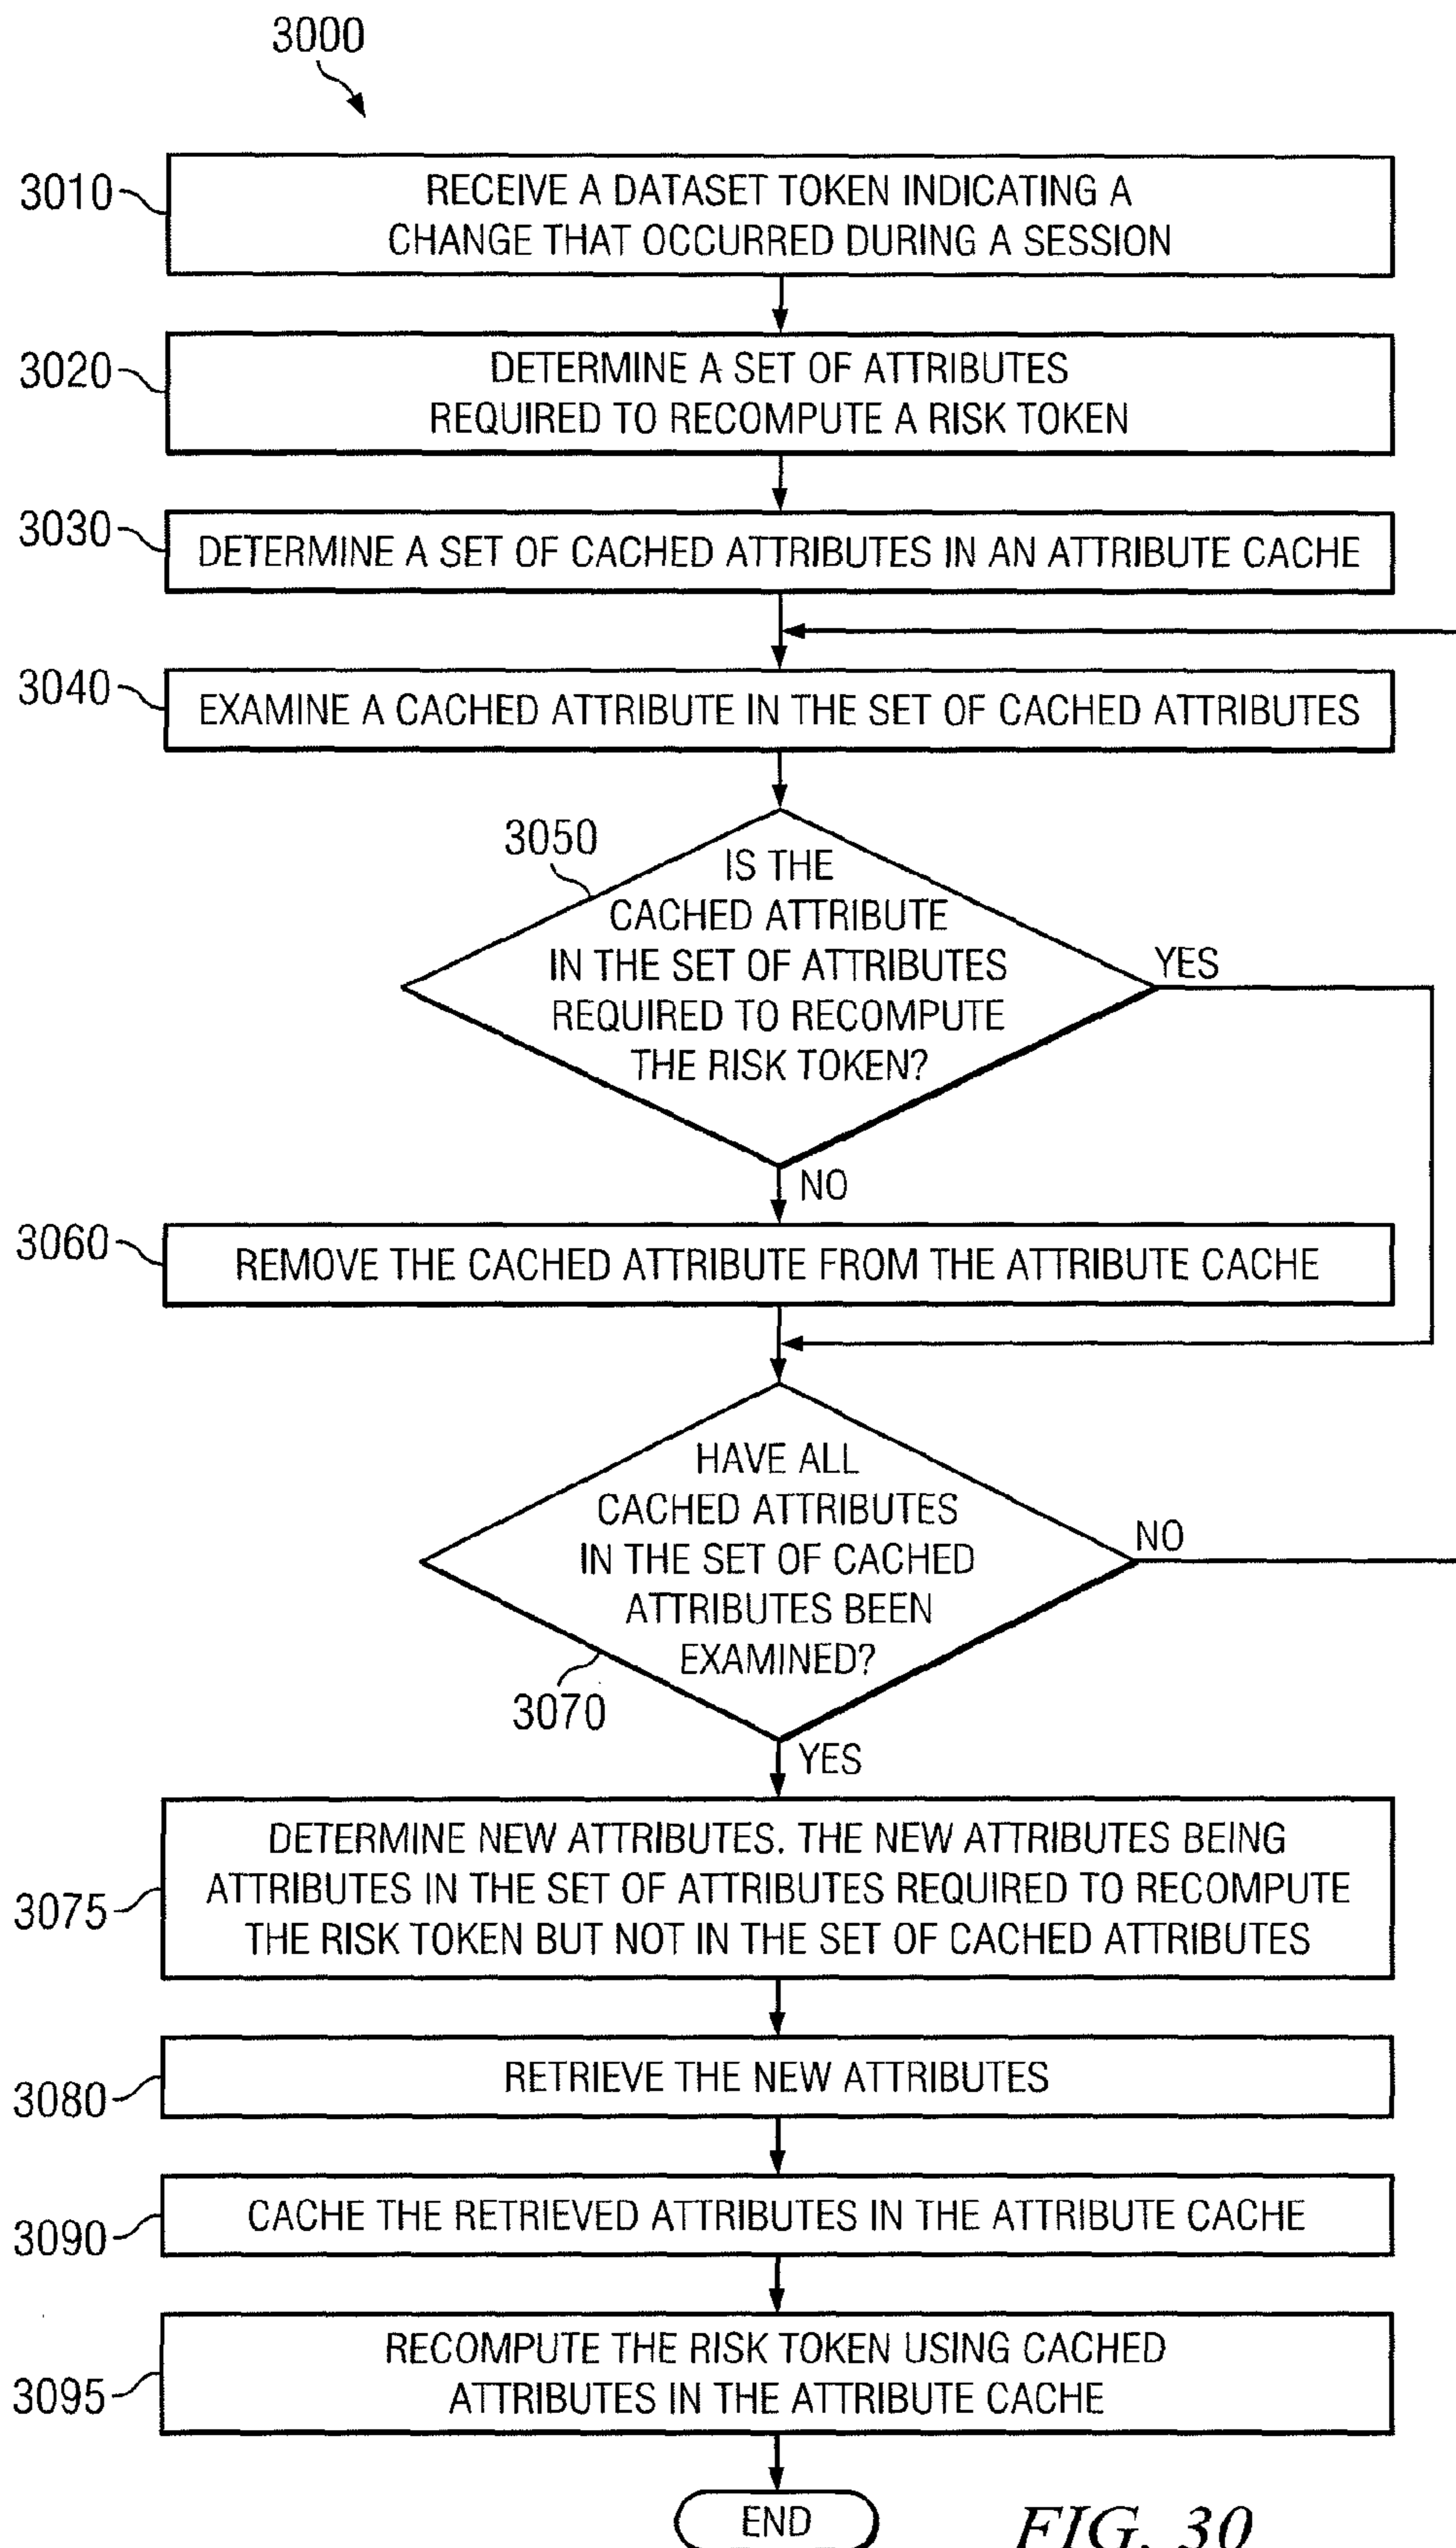 3000
3010
RECEIVE A DATASET TOKEN INDICATING A
CHANGE THAT OCCURRED DURING A SESSION
3020
DETERMINE A SET OF ATTRIBUTES
REQUIRED TO RECOMPUTE A RISK TOKEN
3030
DETERMINE A SET OF CACHED ATTRIBUTES IN AN ATTRIBUTE CACHE
3040
EXAMINE A CACHED ATTRIBUTE IN THE SET OF CACHED ATTRIBUTES
3050
IS THE
CACHED ATTRIBUTE
IN THE SET OF ATTRIBUTES
REQUIRED TO RECOMPUTE
THE RISK TOKEN?
YES
NO
3060
REMOVE THE CACHED ATTRIBUTE FROM THE ATTRIBUTE CACHE
HAVE ALL
CACHED ATTRIBUTES
IN THE SET OF CACHED
ATTRIBUTES BEEN
EXAMINED?
NO
3070
YES
3075
DETERMINE NEW ATTRIBUTES. THE NEW ATTRIBUTES BEING
ATTRIBUTES IN THE SET OF ATTRIBUTES REQUIRED TO RECOMPUTE
THE RISK TOKEN BUT NOT IN THE SET OF CACHED ATTRIBUTES
3080
RETRIEVE THE NEW ATTRIBUTES
3090
CACHE THE RETRIEVED ATTRIBUTES IN THE ATTRIBUTE CACHE
3095
RECOMPUTE THE RISK TOKEN USING CACHED
ATTRIBUTES IN THE ATTRIBUTE CACHE
END
FIG. 30